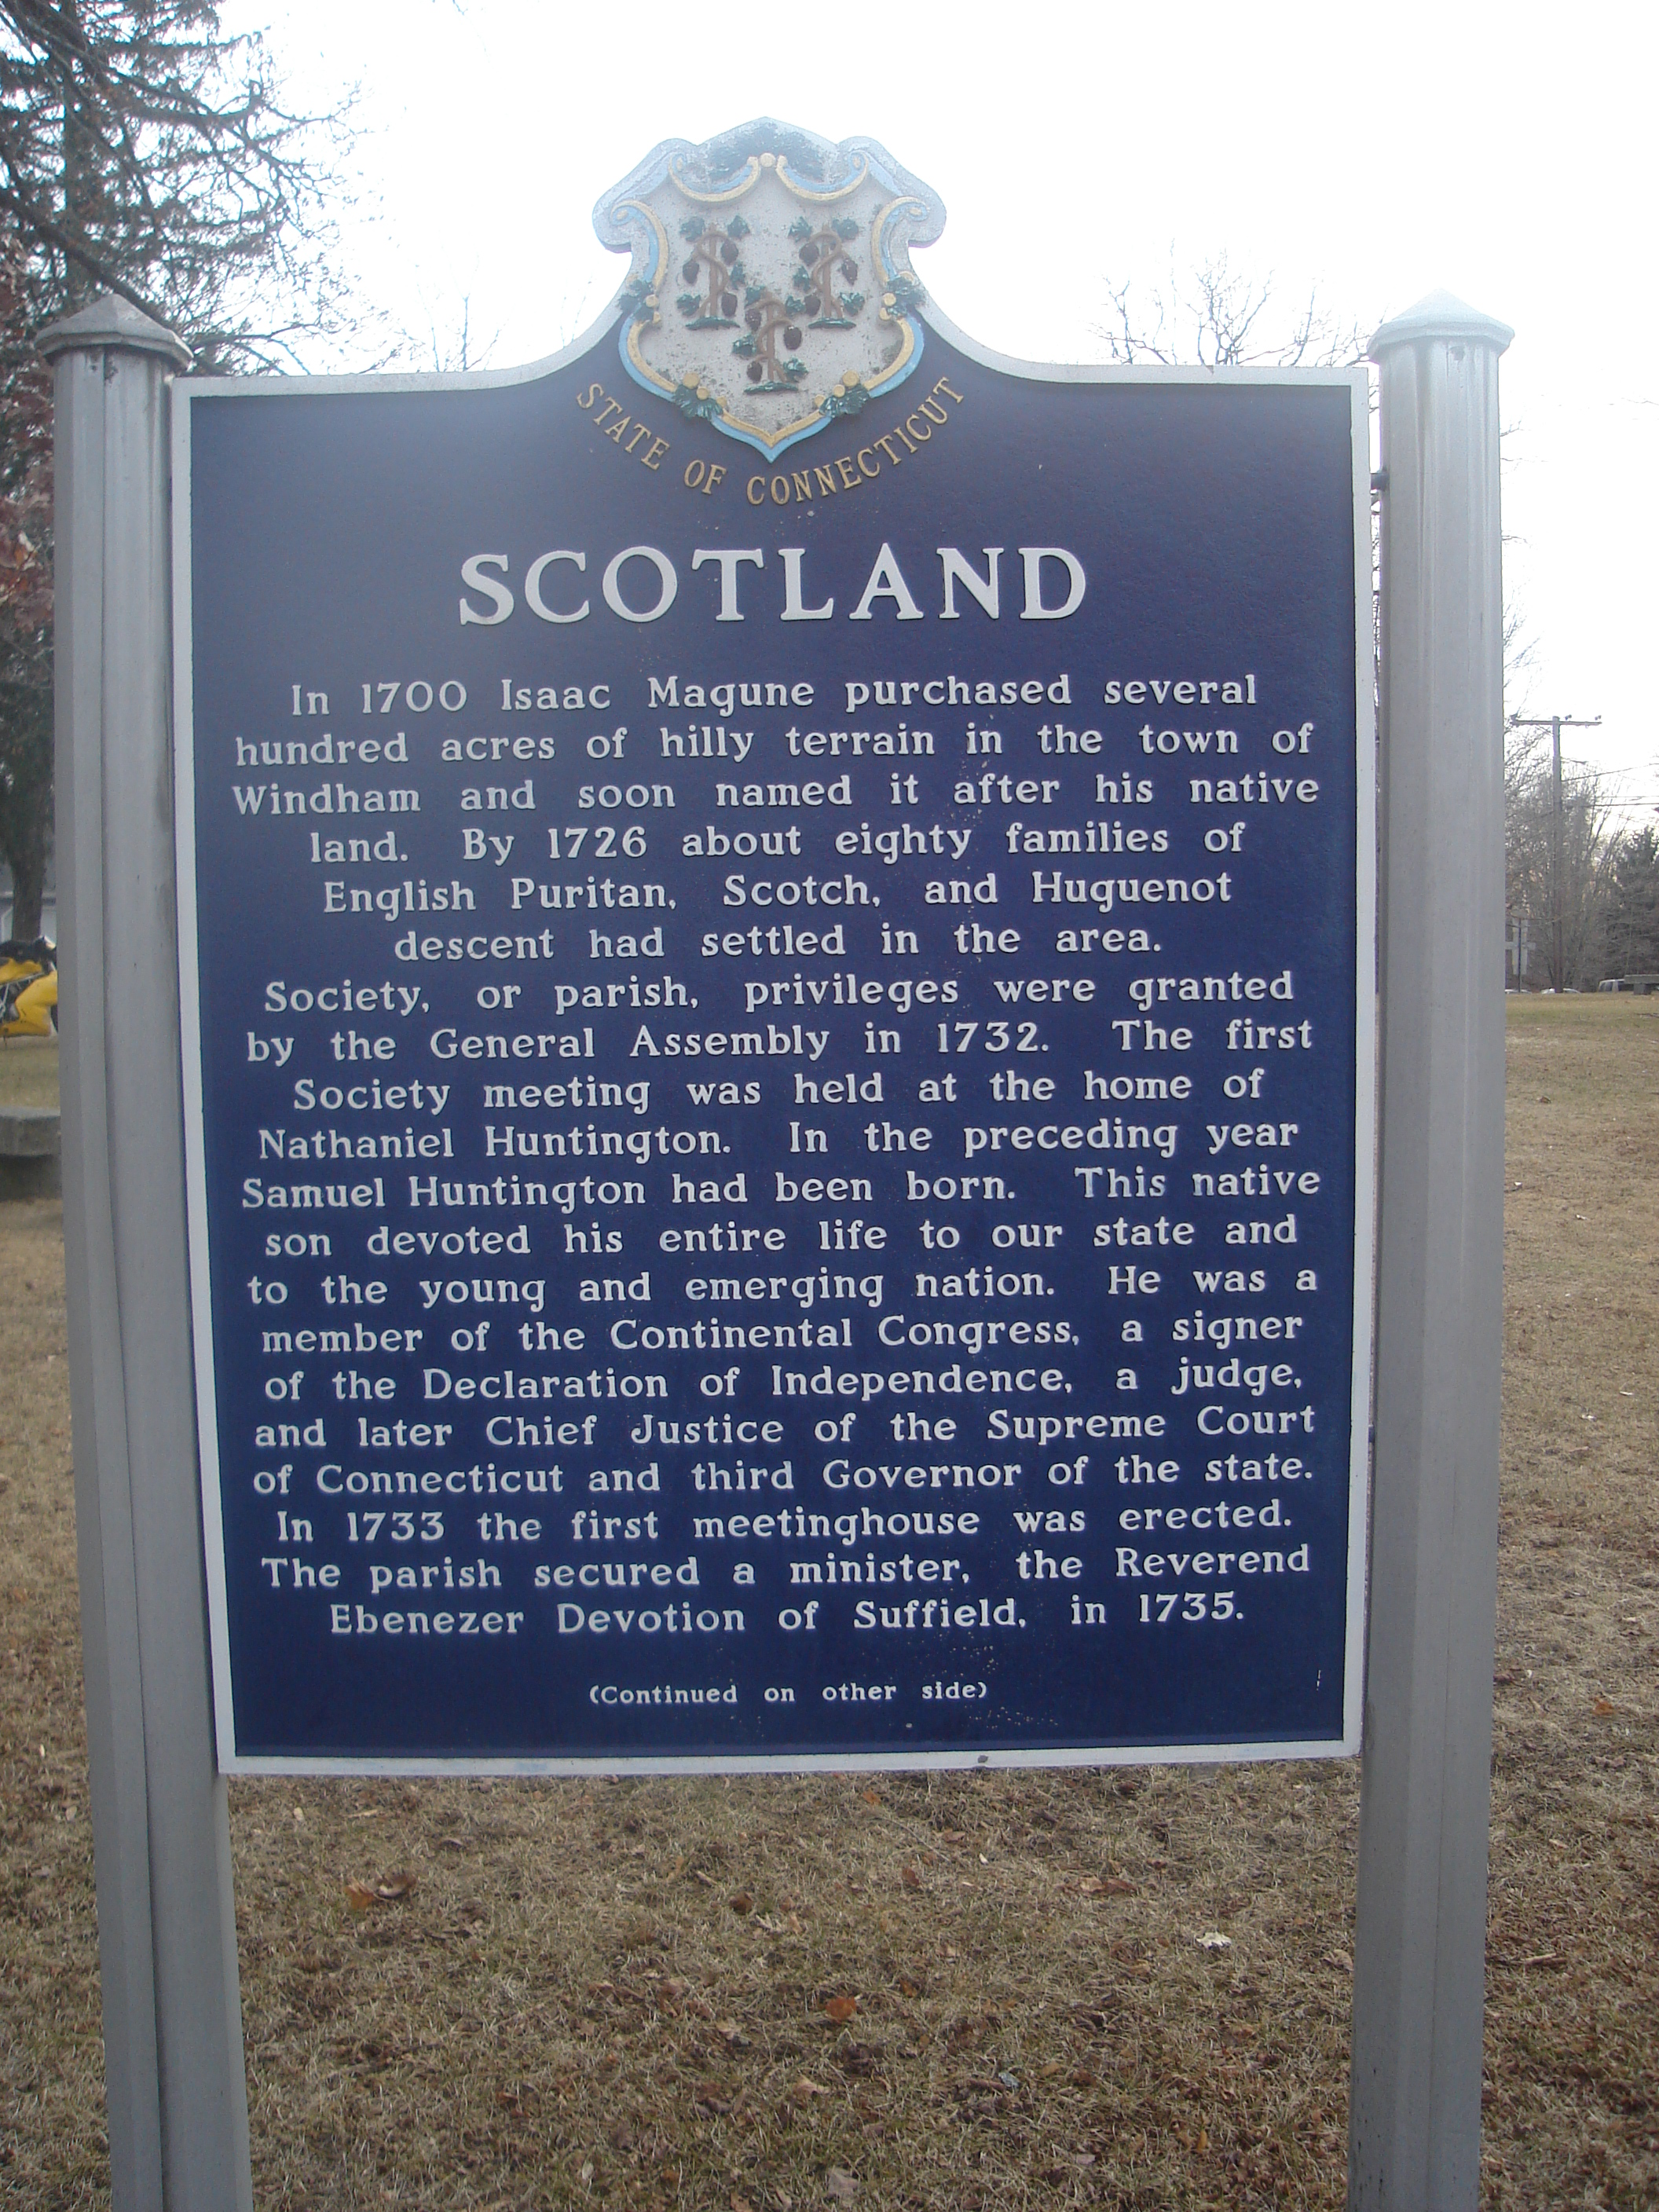 STATE OF CONNECTICUT
SCOTLAND
In 1700 Isaac Magune purchased several
hundred acres of hilly terrain in the town of
Windham and soon named it after his native
land. By 1726 about eighty families of
English Puritan, Scotch, and Huguenot
descent had settled in the area.
Society, or parish, privileges were granted
by the General Assembly in 1732. The first
Society meeting was held at the home of
Nathaniel Huntington. In the preceding year
Samuel Huntington had been born. This native
son devoted his entire life to our state and
to the young and emerging nation. He was a
member of the Continental Congress, a signer
of the Declaration of Independence, a judge,
and later Chief Justice of the Supreme Court
of Connecticut and third Governor of the state.
In 1733 the first meetinghouse was erected.
The parish secured a minister, the Reverend
Ebenezer Devotion of Suffield, in 1735.
(Continued on other side)